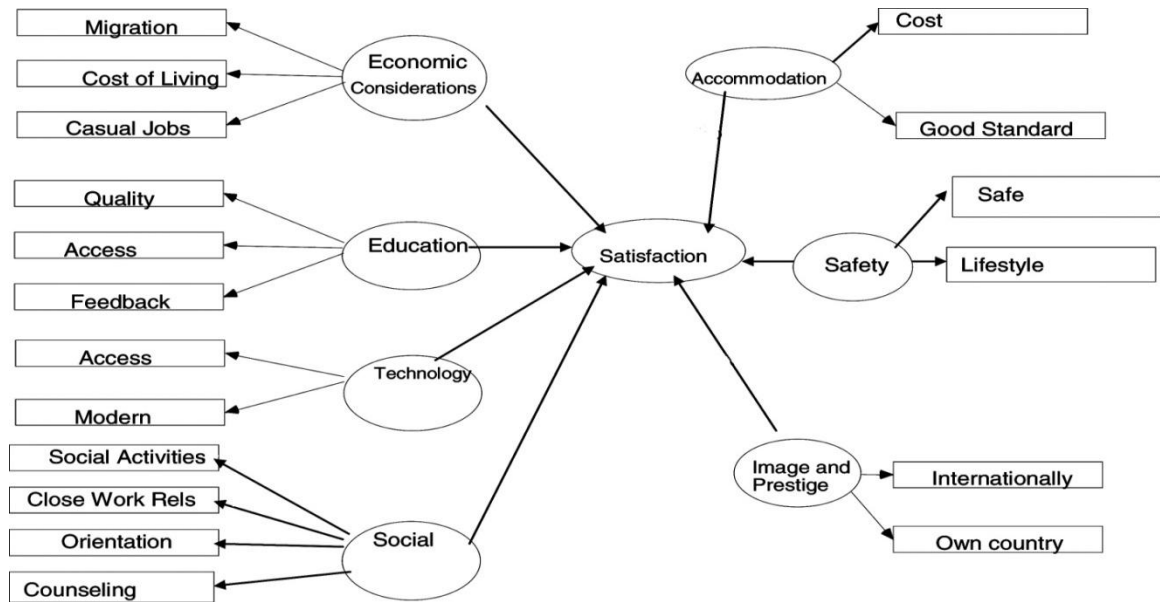 Migration
Cost of Living
Casual Jobs
Economic
Considerations
Quality
Access
Feedback
Education
Access
Modern
Technology
Social Activities
Close Work Rels
Orientation
Counseling
Social
Satisfaction
Accommodation
Cost
Good Standard
Safety
Safe
Lifestyle
Image and
Prestige
Internationally
Own country